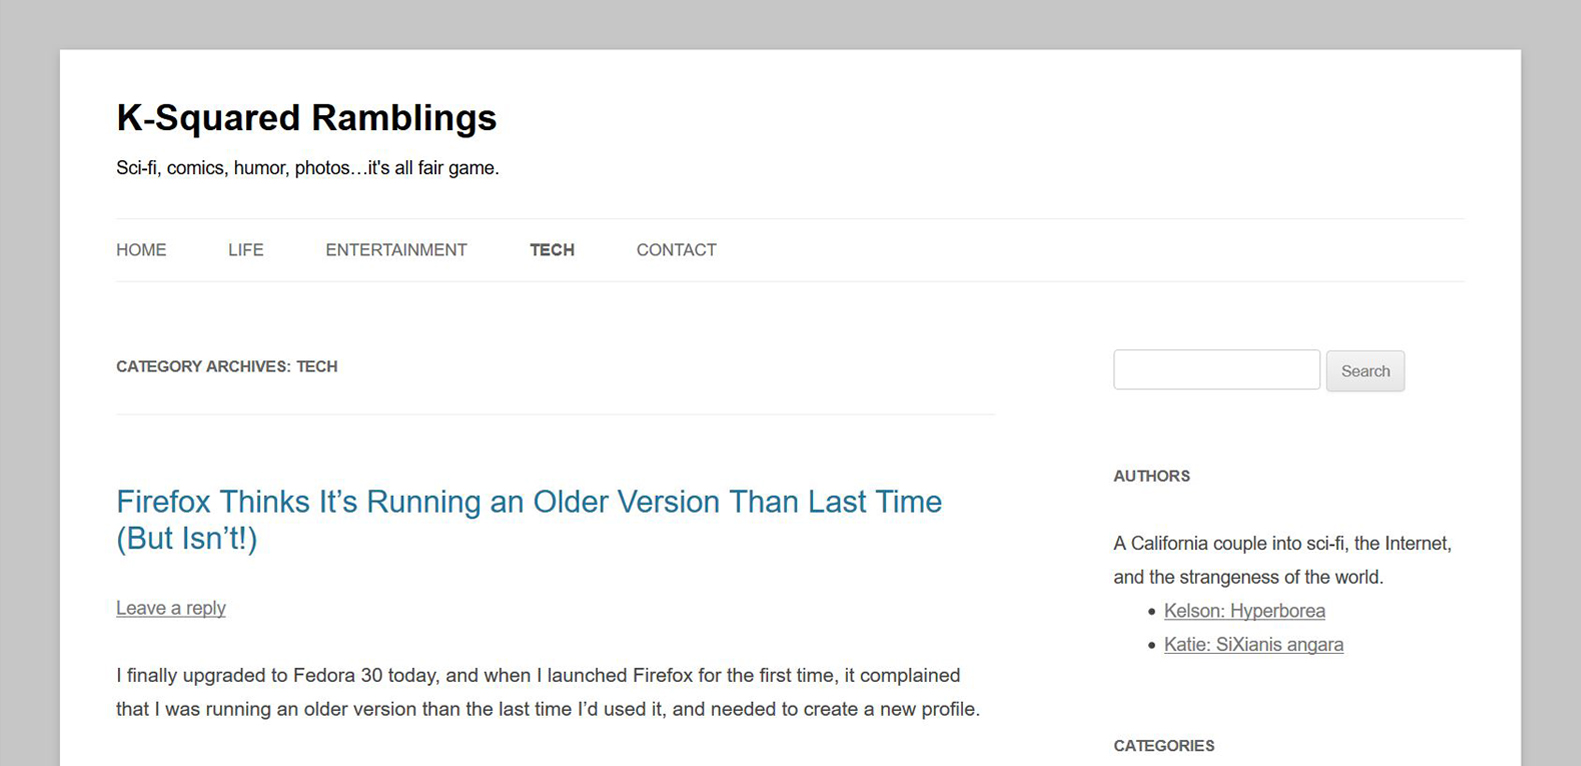 K-Squared Ramblings
Sci-fi, comics, humor, photos…it's all fair game.
HOME LIFE ENTERTAINMENT TECH CONTACT
CATEGORY ARCHIVES: TECH
Firefox Thinks It’s Running an Older Version Than Last Time
(But Isn’t!)
Leave a reply
I finally upgraded to Fedora 30 today, and when I launched Firefox for the first time, it complained
that I was running an older version than the last time I’d used it, and needed to create a new profile.
Search
AUTHORS
A California couple into sci-fi, the Internet,
and the strangeness of the world.
• Kelson: Hyperborea
• Katie: SiXianis angara
CATEGORIES